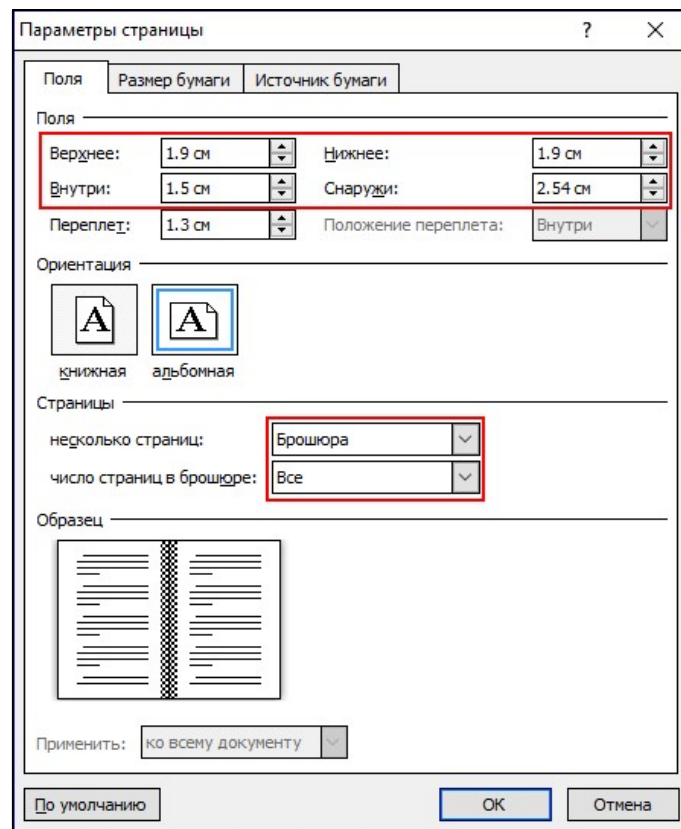 Параметры страницы ?
Поля Размер бумаги Источник бумаги
Поля
Верхнее: 1.9 см Нижнее: 1.9 см
Внутри: 1.5 см Снаружи: 2.54 см
Переплет: 1.3 см Положение переплета: Внутри
Ориентация
A A
книжная альбомная
Страницы
несколько страниц: Брошюра
число страниц в брошюре: Все
Образец
Применить: ко всему документу
По умолчанию ОК Отмена